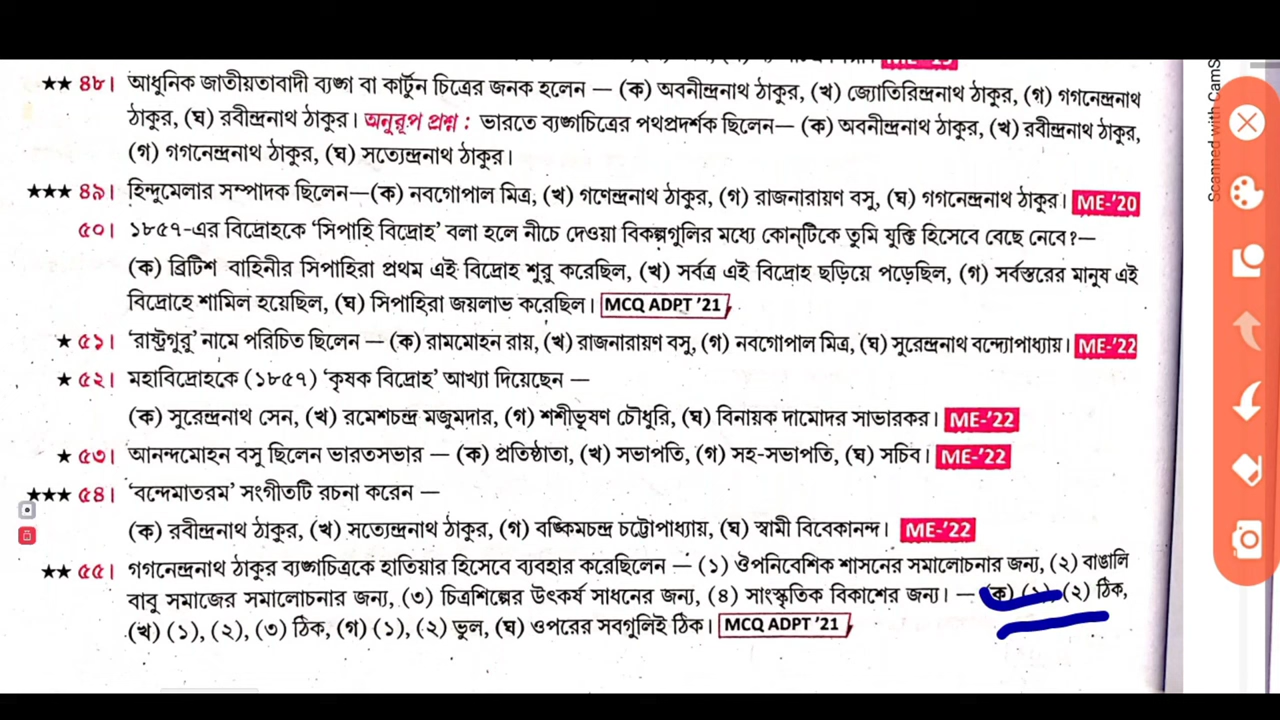 ★★ ৪৮। আধুনিক জাতীয়তাবাদী ব্যঙ্গ বা কার্টুন চিত্রের জনক হলেন — (ক) অবনীন্দ্রনাথ ঠাকুর, (খ) জ্যোতিরিন্দ্রনাথ ঠাকুর, (গ) গগনেন্দ্রনাথ
ঠাকুর, (ঘ) রবীন্দ্রনাথ ঠাকুর। অনুরূপ প্রশ্ন : ভারতে ব্যঙ্গচিত্রের পথপ্রদর্শক ছিলেন— (ক) অবনীন্দ্রনাথ ঠাকুর, (খ) রবীন্দ্রনাথ ঠাকুর,
(গ) গগনেন্দ্রনাথ ঠাকুর, (ঘ) সত্যেন্দ্রনাথ ঠাকুর।
★★★ ৪৯। হিন্দুমেলার সম্পাদক ছিলেন—(ক) নবগোপাল মিত্র, (খ) গণেন্দ্রনাথ ঠাকুর, (গ) রাজনারায়ণ বসু, (ঘ) গগনেন্দ্রনাথ ঠাকুর। ME-'20
৫০। ১৮৫৭-এর বিদ্রোহকে 'সিপাহি বিদ্রোহ' বলা হলে নীচে দেওয়া বিকল্পগুলির মধ্যে কোন্‌টিকে তুমি যুক্তি হিসেবে বেছে নেবে?—
(ক) ব্রিটিশ বাহিনীর সিপাহিরা প্রথম এই বিদ্রোহ শুরু করেছিল, (খ) সর্বত্র এই বিদ্রোহ ছড়িয়ে পড়েছিল, (গ) সর্বস্তরের মানুষ এই
বিদ্রোহে শামিল হয়েছিল, (ঘ) সিপাহিরা জয়লাভ করেছিল। MCQ ADPT '21
★ ৫১। 'রাষ্ট্রগুরু' নামে পরিচিত ছিলেন — (ক) রামমোহন রায়, (খ) রাজনারায়ণ বসু, (গ) নবগোপাল মিত্র, (ঘ) সুরেন্দ্রনাথ বন্দ্যোপাধ্যায়। ME-'22
★ ৫২। মহাবিদ্রোহকে (১৮৫৭) 'কৃষক বিদ্রোহ' আখ্যা দিয়েছেন —
(ক) সুরেন্দ্রনাথ সেন, (খ) রমেশচন্দ্র মজুমদার, (গ) শশীভূষণ চৌধুরি, (ঘ) বিনায়ক দামোদর সাভারকর। ME-'22
★ ৫৩। আনন্দমোহন বসু ছিলেন ভারতসভার — (ক) প্রতিষ্ঠাতা, (খ) সভাপতি, (গ) সহ-সভাপতি, (ঘ) সচিব। ME-'22
★★★ ৫৪। 'বন্দেমাতরম' সংগীতটি রচনা করেন —
(ক) রবীন্দ্রনাথ ঠাকুর, (খ) সত্যেন্দ্রনাথ ঠাকুর, (গ) বঙ্কিমচন্দ্র চট্টোপাধ্যায়, (ঘ) স্বামী বিবেকানন্দ। ME-'22
★★ ৫৫। গগনেন্দ্রনাথ ঠাকুর ব্যঙ্গচিত্রকে হাতিয়ার হিসেবে ব্যবহার করেছিলেন — (১) ঔপনিবেশিক শাসনের সমালোচনার জন্য, (২) বাঙালি
বাবু সমাজের সমালোচনার জন্য, (৩) চিত্রশিল্পের উৎকর্ষ সাধনের জন্য, (৪) সাংস্কৃতিক বিকাশের জন্য। — (ক) (১), (২) ঠিক,
(খ) (১), (২), (৩) ঠিক, (গ) (১), (২) ভুল, (ঘ) ওপরের সবগুলিই ঠিক। MCQ ADPT '21
Scanned with CamS